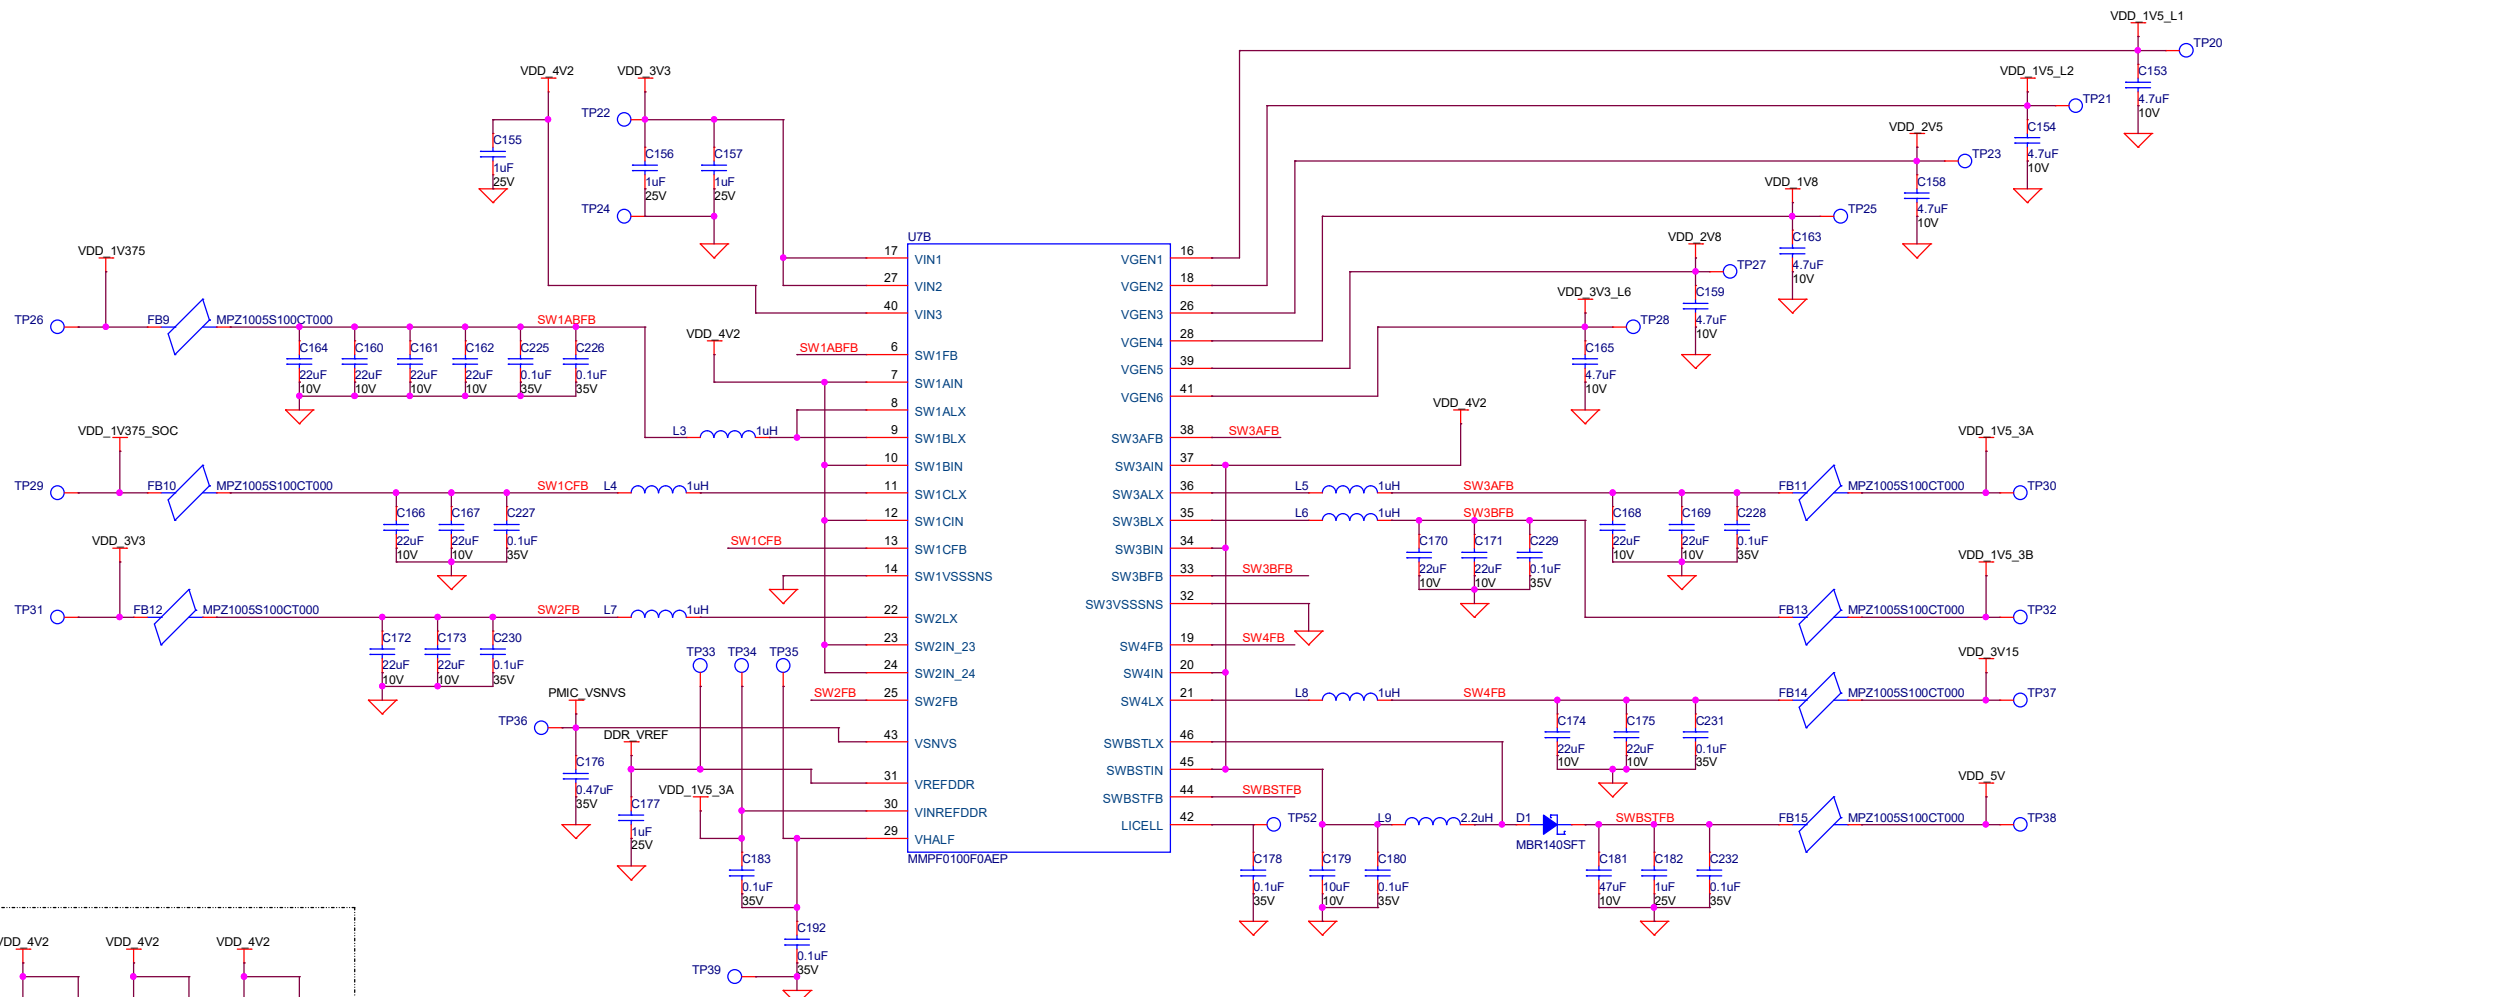 VDD_1V5_L1
TP20
C153
4.7uF
10V
VDD_1V5_L2
TP21
C154
4.7uF
10V
VDD_2V5
TP23
C158
4.7uF
10V
VDD_1V8
TP25
C163
4.7uF
10V
VDD_2V8
TP27
C159
4.7uF
10V
VDD_3V3_L6
TP28
C165
4.7uF
10V
VDD_4V2
VDD_3V3
TP22
C155
1uF
25V
C156
1uF
25V
C157
1uF
25V
TP24
VDD_1V375
TP26
FB9
MPZ1005S100CT000
SW1ABFB
C164
22uF
10V
C160
22uF
10V
C161
22uF
10V
C162
22uF
10V
C225
0.1uF
35V
C226
0.1uF
35V
VDD_4V2
SW1ABFB
L3
1uH
VDD_1V375_SOC
TP29
FB10
MPZ1005S100CT000
SW1CFB
L4
1uH
C166
22uF
10V
C167
22uF
10V
C227
0.1uF
35V
SW1CFB
VDD_3V3
TP31
FB12
MPZ1005S100CT000
SW2FB
L7
1uH
C172
22uF
10V
C173
22uF
10V
C230
0.1uF
35V
TP33
TP34
TP35
SW2FB
PMIC_VSNVS
TP36
C176
0.47uF
35V
DDR_VREF
C177
1uF
25V
VDD_1V5_3A
C183
0.1uF
35V
C192
0.1uF
35V
TP39
U7B
17
VIN1
27
VIN2
40
VIN3
6
SW1FB
7
SW1AIN
8
SW1ALX
9
SW1BLX
10
SW1BIN
11
SW1CLX
12
SW1CIN
13
SW1CFB
14
SW1VSSSNS
22
SW2LX
23
SW2IN_23
24
SW2IN_24
25
SW2FB
43
VSNVS
31
VREFDDR
30
VINREFDDR
29
VHALF
VGEN1
16
VGEN2
18
VGEN3
26
VGEN4
28
VGEN5
39
VGEN6
41
SW3AFB
38
SW3AIN
37
SW3ALX
36
SW3BLX
35
SW3BIN
34
SW3BFB
33
SW3VSSSNS
32
SW4FB
19
SW4IN
20
SW4LX
21
SWBSTLX
46
SWBSTIN
45
SWBSTFB
44
LICELL
42
MMPF0100F0AEP
VDD_4V2
SW3AFB
L5
1uH
SW3AFB
L6
1uH
SW3BFB
C168
22uF
10V
C169
22uF
10V
C228
0.1uF
35V
FB11
MPZ1005S100CT000
VDD_1V5_3A
TP30
C170
22uF
10V
C171
22uF
10V
C229
0.1uF
35V
SW3BFB
FB13
MPZ1005S100CT000
VDD_1V5_3B
TP32
SW4FB
L8
1uH
SW4FB
C174
22uF
10V
C175
22uF
10V
C231
0.1uF
35V
FB14
MPZ1005S100CT000
VDD_3V15
TP37
SWBSTFB
TP52
L9
2.2uH
D1
MBR140SFT
SWBSTFB
FB15
MPZ1005S100CT000
VDD_5V
TP38
C178
0.1uF
35V
C179
10uF
10V
C180
0.1uF
35V
C181
47uF
10V
C182
1uF
25V
C232
0.1uF
35V
VDD_4V2
VDD_4V2
VDD_4V2